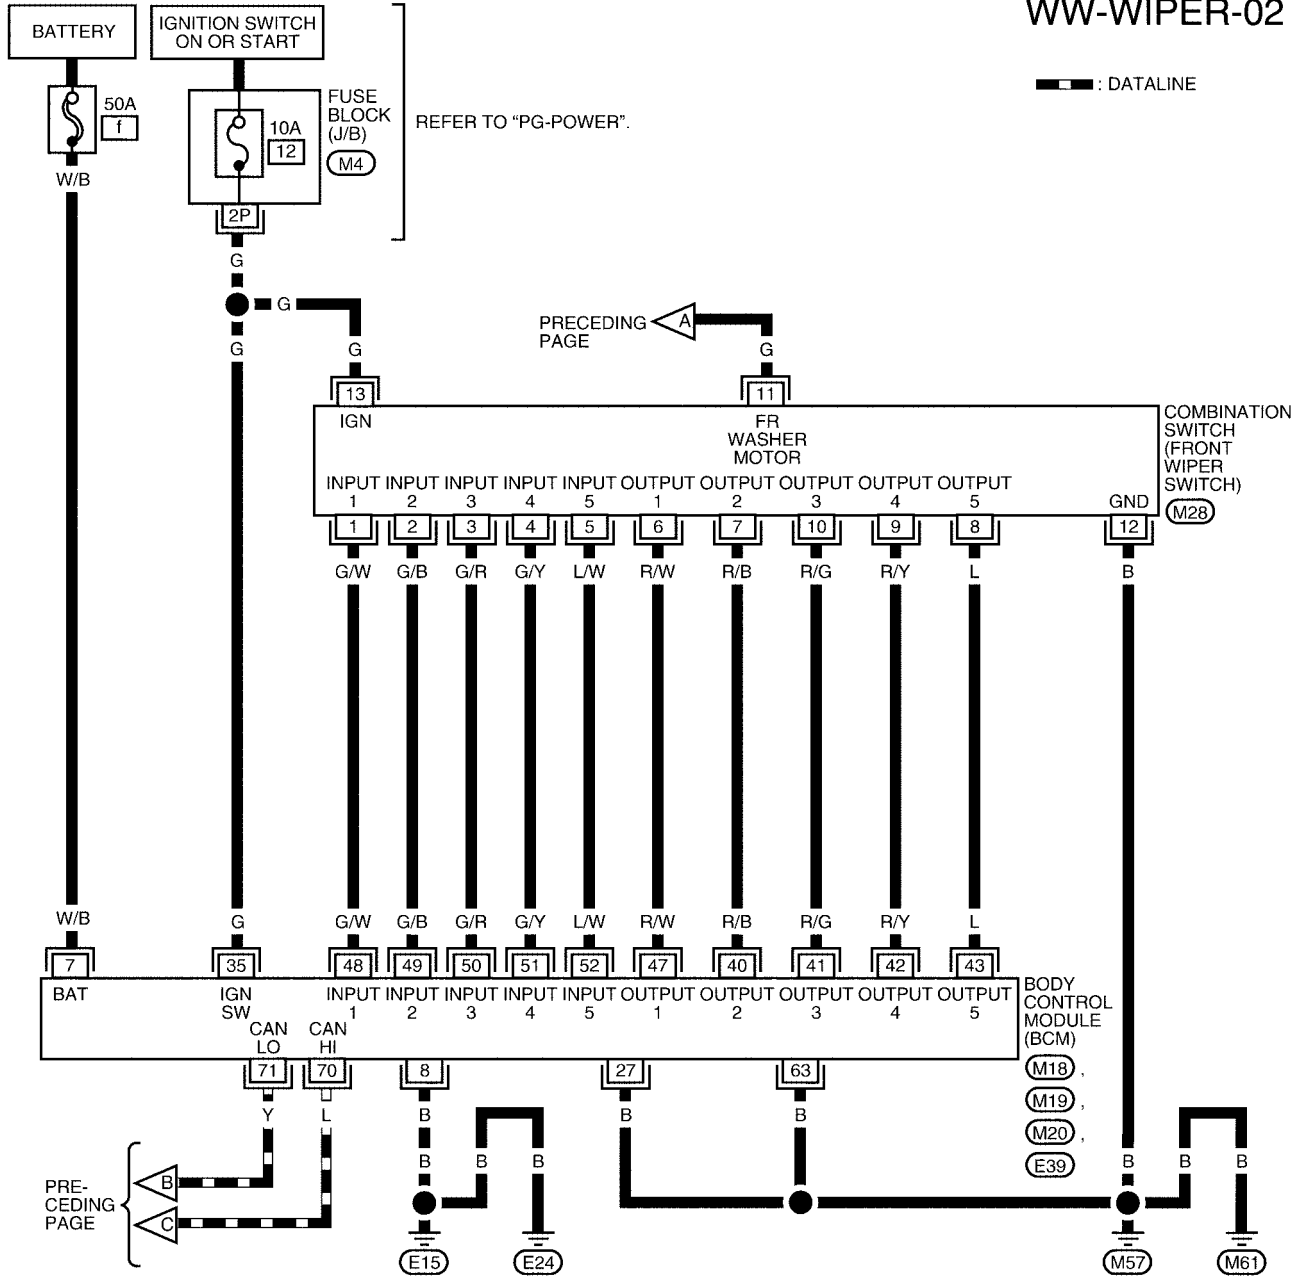 WW-WIPER-02
BATTERY
IGNITION SWITCH
ON OR START
: DATALINE
50A
f
FUSE
BLOCK
(J/B)
10A
12
M4
REFER TO “PG-POWER”.
W/B
2P
G
G
G
G
PRECEDING
PAGE
A
G
13
11
IGN
FR
WASHER
MOTOR
COMBINATION
SWITCH
(FRONT
WIPER
SWITCH)
M28
INPUT INPUT INPUT INPUT INPUT OUTPUT OUTPUT OUTPUT OUTPUT OUTPUT
1 2 3 4 5 1 2 3 4 5 GND
1 2 3 4 5 6 7 10 9 8 12
G/W G/B G/R G/Y L/W R/W R/B R/G R/Y L B
W/B G G/W G/B G/R G/Y L/W R/W R/B R/G R/Y L
7 35 48 49 50 51 52 47 40 41 42 43
BAT IGN INPUT INPUT INPUT INPUT INPUT OUTPUT OUTPUT OUTPUT OUTPUT OUTPUT
SW 1 2 3 4 5 1 2 3 4 5
CAN CAN
LO HI
BODY
CONTROL
MODULE
(BCM)
M18 ,
M19 ,
M20 ,
E39
71 70 8 27 63
Y L B B B
B B B B B B
PRE-
CEDING
PAGE
B
C
E15 E24 M57 M61